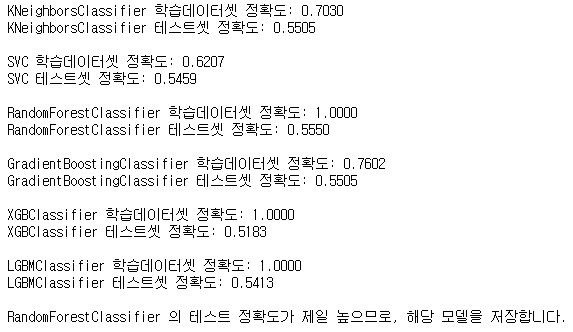 KNeighborsClassifier 학습데이터셋 정확도: 0.7030
KNeighborsClassifier 테스트셋 정확도: 0.5505
SVC 학습데이터셋 정확도: 0.6207
SVC 테스트셋 정확도: 0.5459
RandomForestClassifier 학습데이터셋 정확도: 1.0000
RandomForestClassifier 테스트셋 정확도: 0.5550
GradientBoostingClassifier 학습데이터셋 정확도: 0.7602
GradientBoostingClassifier 테스트셋 정확도: 0.5505
XGBClassifier 학습데이터셋 정확도: 1.0000
XGBClassifier 테스트셋 정확도: 0.5183
LGBMClassifier 학습데이터셋 정확도: 1.0000
LGBMClassifier 테스트셋 정확도: 0.5413
RandomForestClassifier 의 테스트 정확도가 제일 높으므로, 해당 모델을 저장합니다.